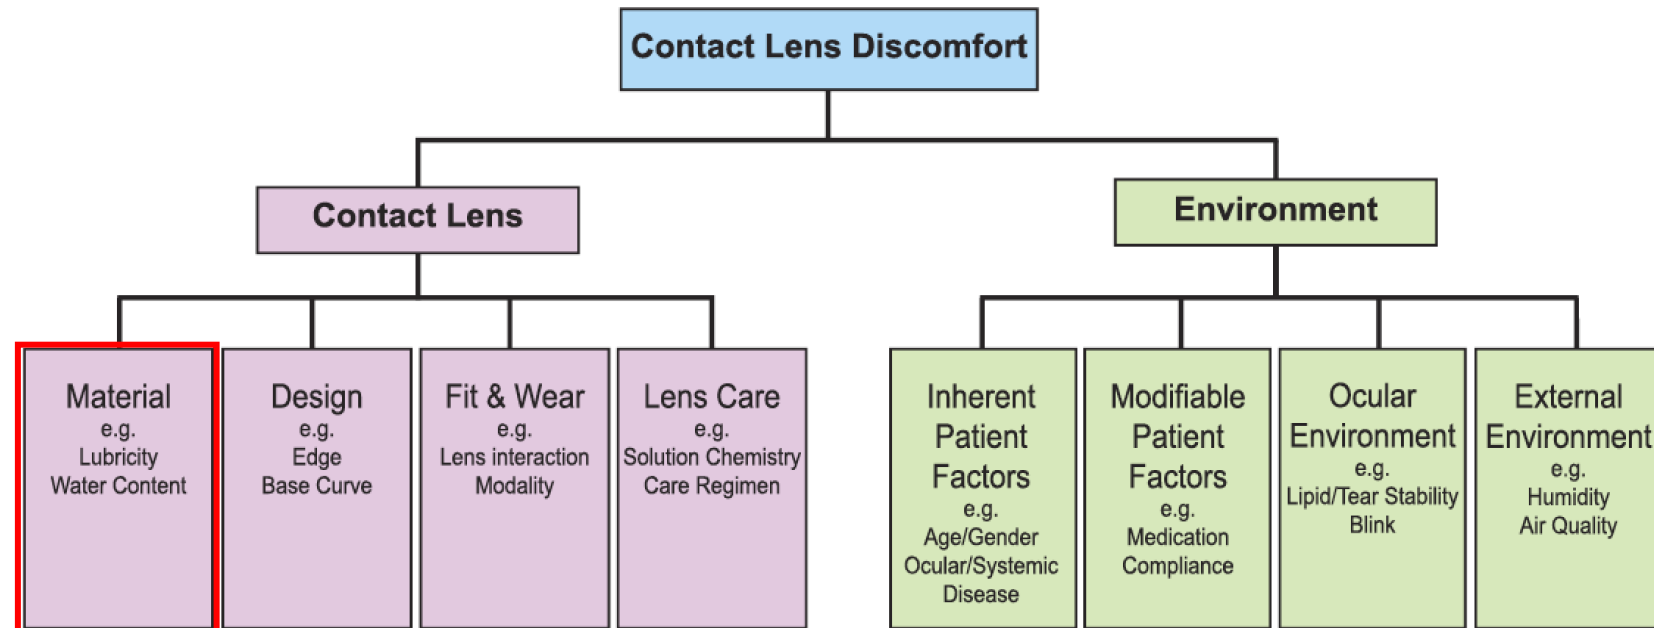 Contact Lens Discomfort
Contact Lens
Environment
Material
e.g.
Lubricity
Water Content
Design
e.g.
Edge
Base Curve
Fit & Wear
e.g.
Lens interaction
Modality
Lens Care
e.g.
Solution Chemistry
Care Regimen
Inherent
Patient
Factors
e.g.
Age/Gender
Ocular/Systemic
Disease
Modifiable
Patient
Factors
e.g.
Medication
Compliance
Ocular
Environment
e.g.
Lipid/Tear Stability
Blink
External
Environment
e.g.
Humidity
Air Quality